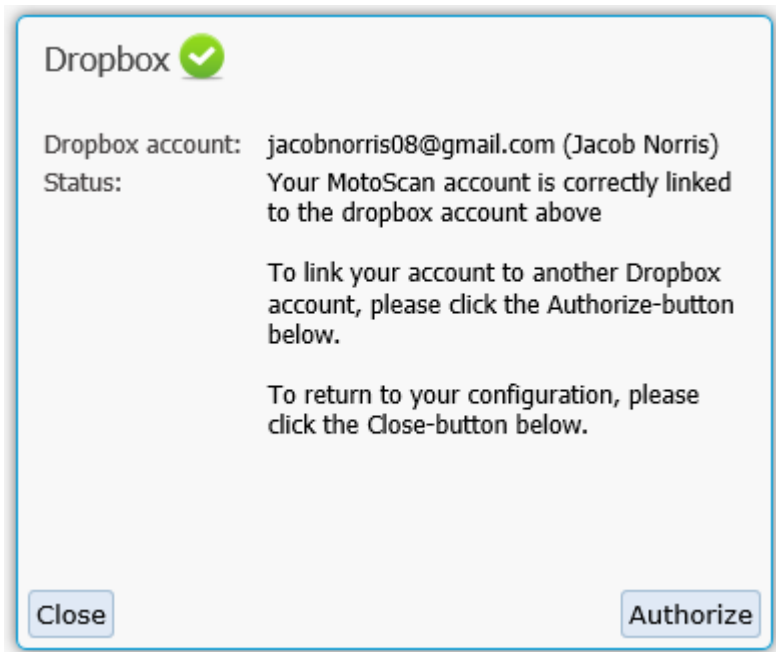 Dropbox
Dropbox account: jacobnorris08@gmail.com (Jacob Norris)
Status: Your MotoScan account is correctly linked
to the dropbox account above
To link your account to another Dropbox
account, please click the Authorize-button
below.
To return to your configuration, please
click the Close-button below.
Close Authorize